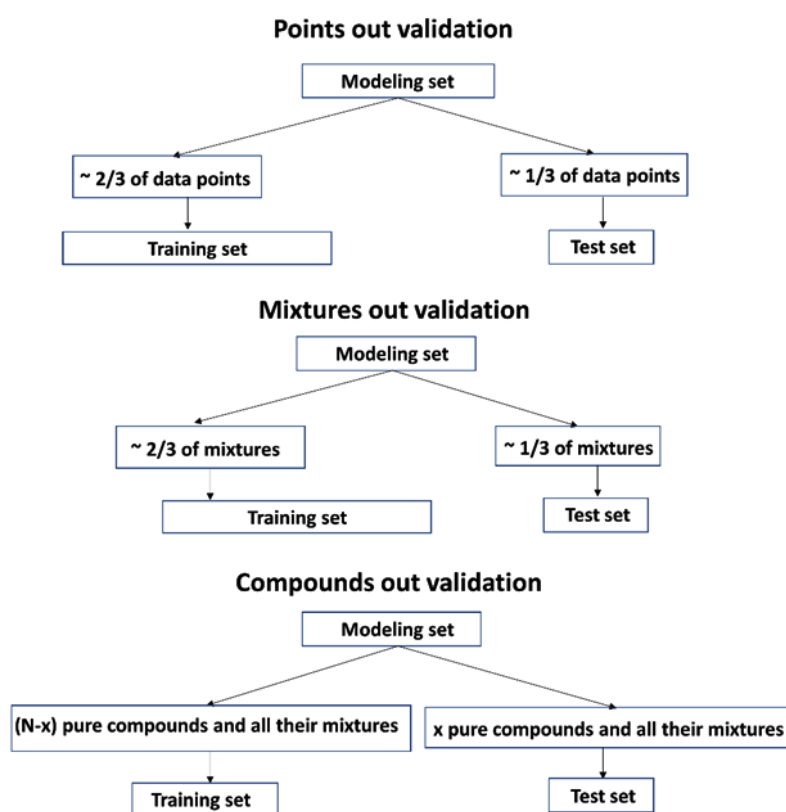 Points out validation
Modeling set
~ 2/3 of data points
~ 1/3 of data points
Training set
Test set
Mixtures out validation
Modeling set
~ 2/3 of mixtures
~ 1/3 of mixtures
Training set
Test set
Compounds out validation
Modeling set
(N-x) pure compounds and all their mixtures
x pure compounds and all their mixtures
Training set
Test set